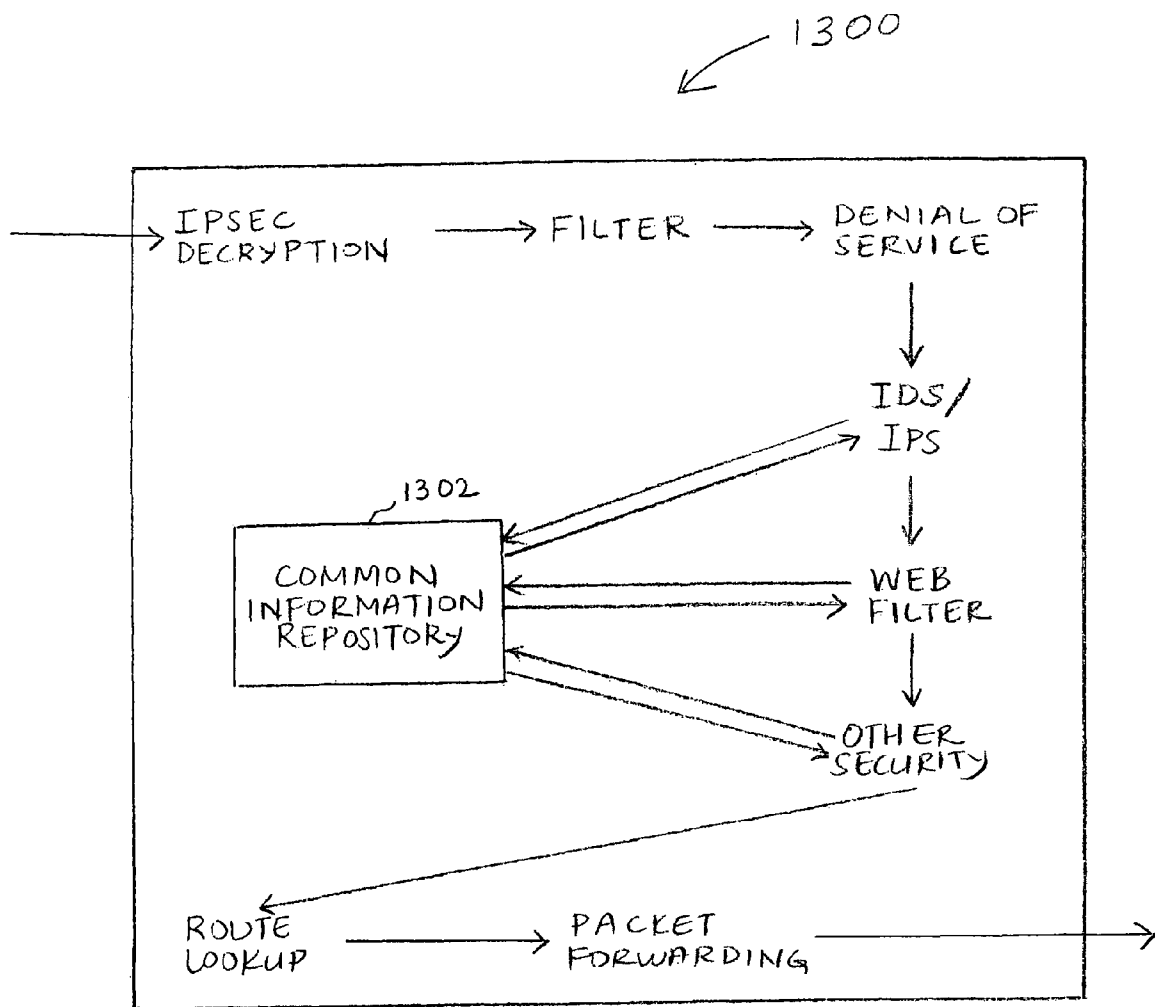 1300
IPSEC
DECRYPTION
FILTER
DENIAL OF
SERVICE
IDS/
IPS
1302
COMMON
INFORMATION
REPOSITORY
WEB
FILTER
OTHER
SECURITY
ROUTE
LOOKUP
PACKET
FORWARDING